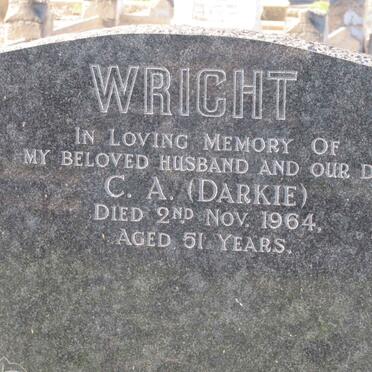 WRIGHT
IN LOVING MEMORY OF
MY BELOVED HUSBAND AND OUR D
C. A. (DARKIE)
DIED 2ND NOV. 1964,
AGED 51 YEARS.